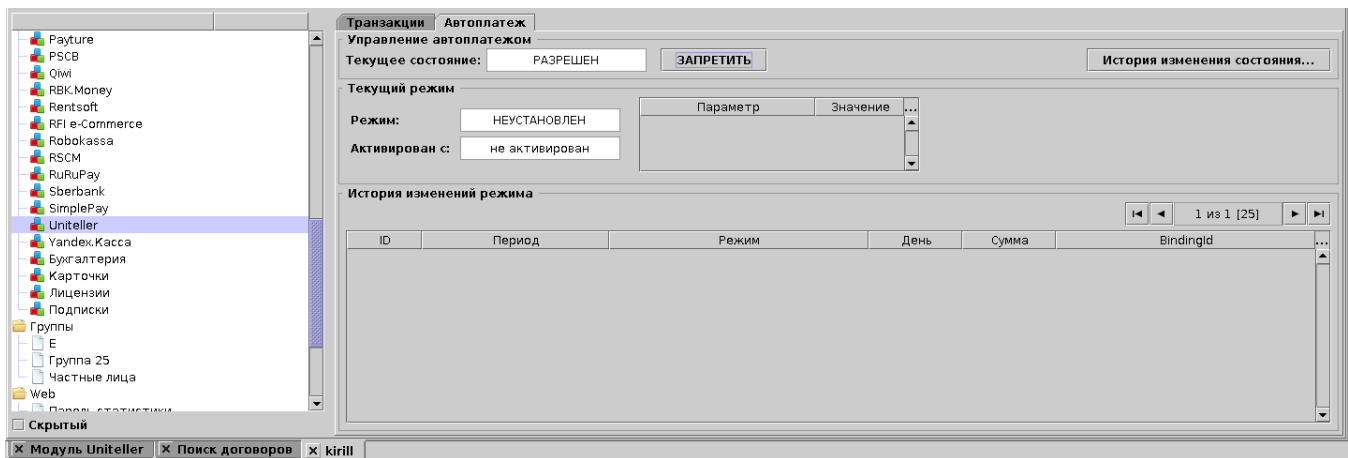 Payture
PSCB
Qiwi
RBK.Money
Rentsoft
RFI e-Commerce
Robokassa
RSCM
RuRuPay
Sberbank
SimplePay
Uniteller
Yandex.Касса
Бухгалтерия
Карточки
Лицензии
Подписки
Группы
Е
Группа 25
Частные лица
Web
Пароль статистики
Скрытый
Транзакции Автоплатеж
Управление автоплатежом
Текущее состояние: РАЗРЕШЕН ЗАПРЕТИТЬ История изменения состояния...
Текущий режим
Параметр Значение ...
Режим: НЕУСТАНОВЛЕН
Активирован с: не активирован
История изменений режима
1 из 1 [25]
ID Период Режим День Сумма BindingId ...
Модуль Uniteller Поиск договоров kirill